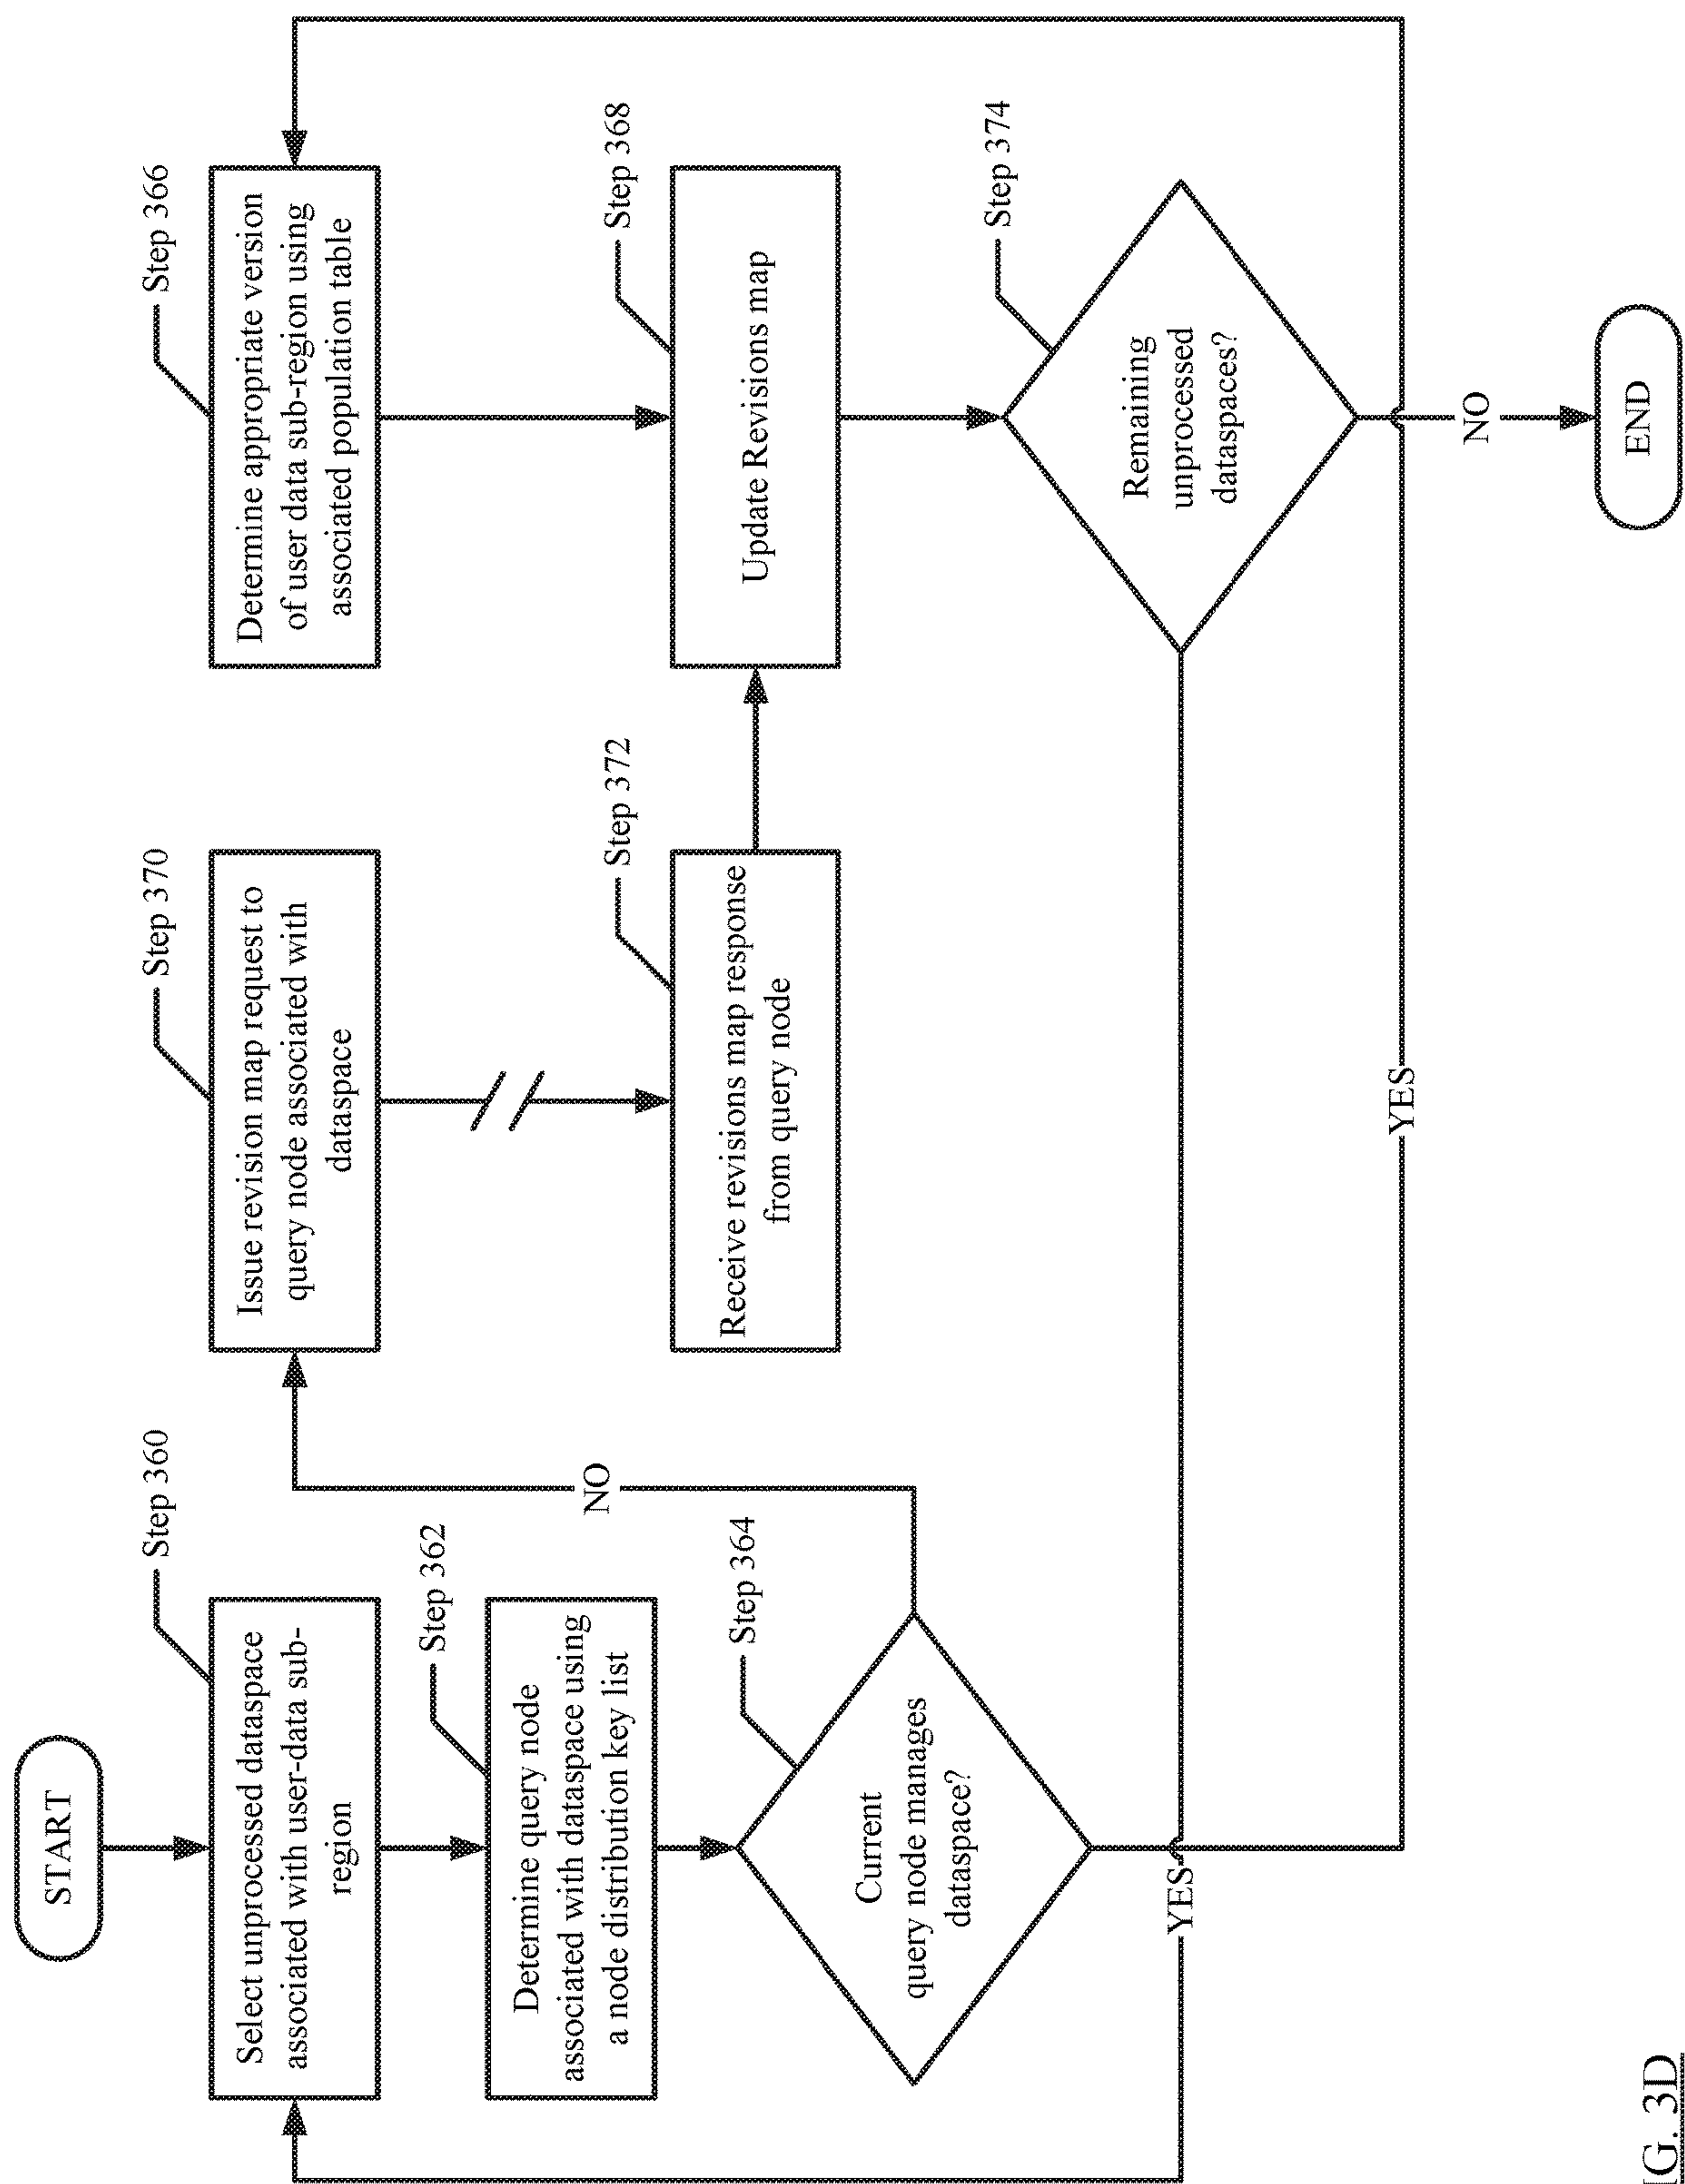 START
Step 360
Select unprocessed dataspace
associated with user-data sub-
region
Step 362
Determine query node
associated with dataspace using
a node distribution key list
Step 364
Current
query node manages
dataspace?
NO
YES
Step 370
Issue revision map request to
query node associated with
dataspace
Step 372
Receive revisions map response
from query node
Step 366
Determine appropriate version
of user data sub-region using
associated population table
Step 368
Update Revisions map
Step 374
Remaining
unprocessed
dataspaces?
YES
NO
END
IG. 3D